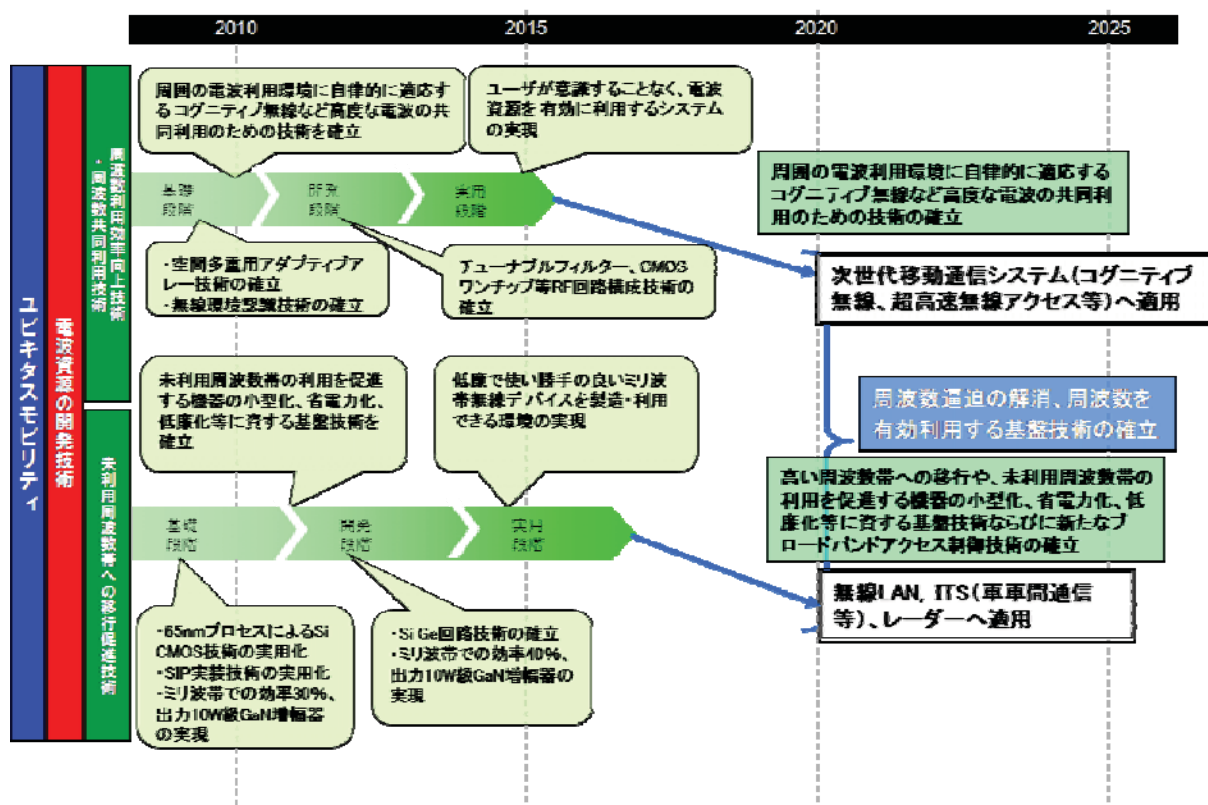 2010
2015
2020
2025
ユビキタスモビリティ
電波資源の開発技術
周波数利用効率向上技術
・周波数共同利用技術
周囲の電波利用環境に自律的に適応す
るコグニティブ無線など高度な電波の共
同利用のための技術を確立
ユーザが意識することなく、電波
資源を有効に利用するシステム
の実現
基礎
段階
開発
段階
実用
段階
・空間多重用アダプティブア
レー技術の確立
・無線環境認識技術の確立
チューナブルフィルター、CMOS
ワンチップ等RF回路構成技術の
確立
周囲の電波利用環境に自律的に適応する
コグニティブ無線など高度な電波の共同利
用のための技術の確立
次世代移動通信システム(コグニティブ
無線、超高速無線アクセス等)へ適用
周波数逼迫の解消、周波数を
有効利用する基盤技術の確立
未利用周波数帯への移行促進技術
未利用周波数帯の利用を促進
する機器の小型化、省電力化、
低廉化等に資する基盤技術を
確立
低廉で使い勝手の良いミリ波
帯無線デバイスを製造・利用
できる環境の実現
基礎
段階
開発
段階
実用
段階
・65nmプロセスによるSi
CMOS技術の実用化
・SIP実装技術の実用化
・ミリ波帯での効率30%、
出力10W級GaN増幅器
の実現
・SiGe回路技術の確立
・ミリ波帯での効率40%、
出力10W級GaN増幅器の
実現
高い周波数帯への移行や、未利用周波数帯の
利用を促進する機器の小型化、省電力化、低
廉化等に資する基盤技術ならびに新たなブ
ロードバンドアクセス制御技術の確立
無線LAN, ITS(車車間通信
等)、レーダーへ適用